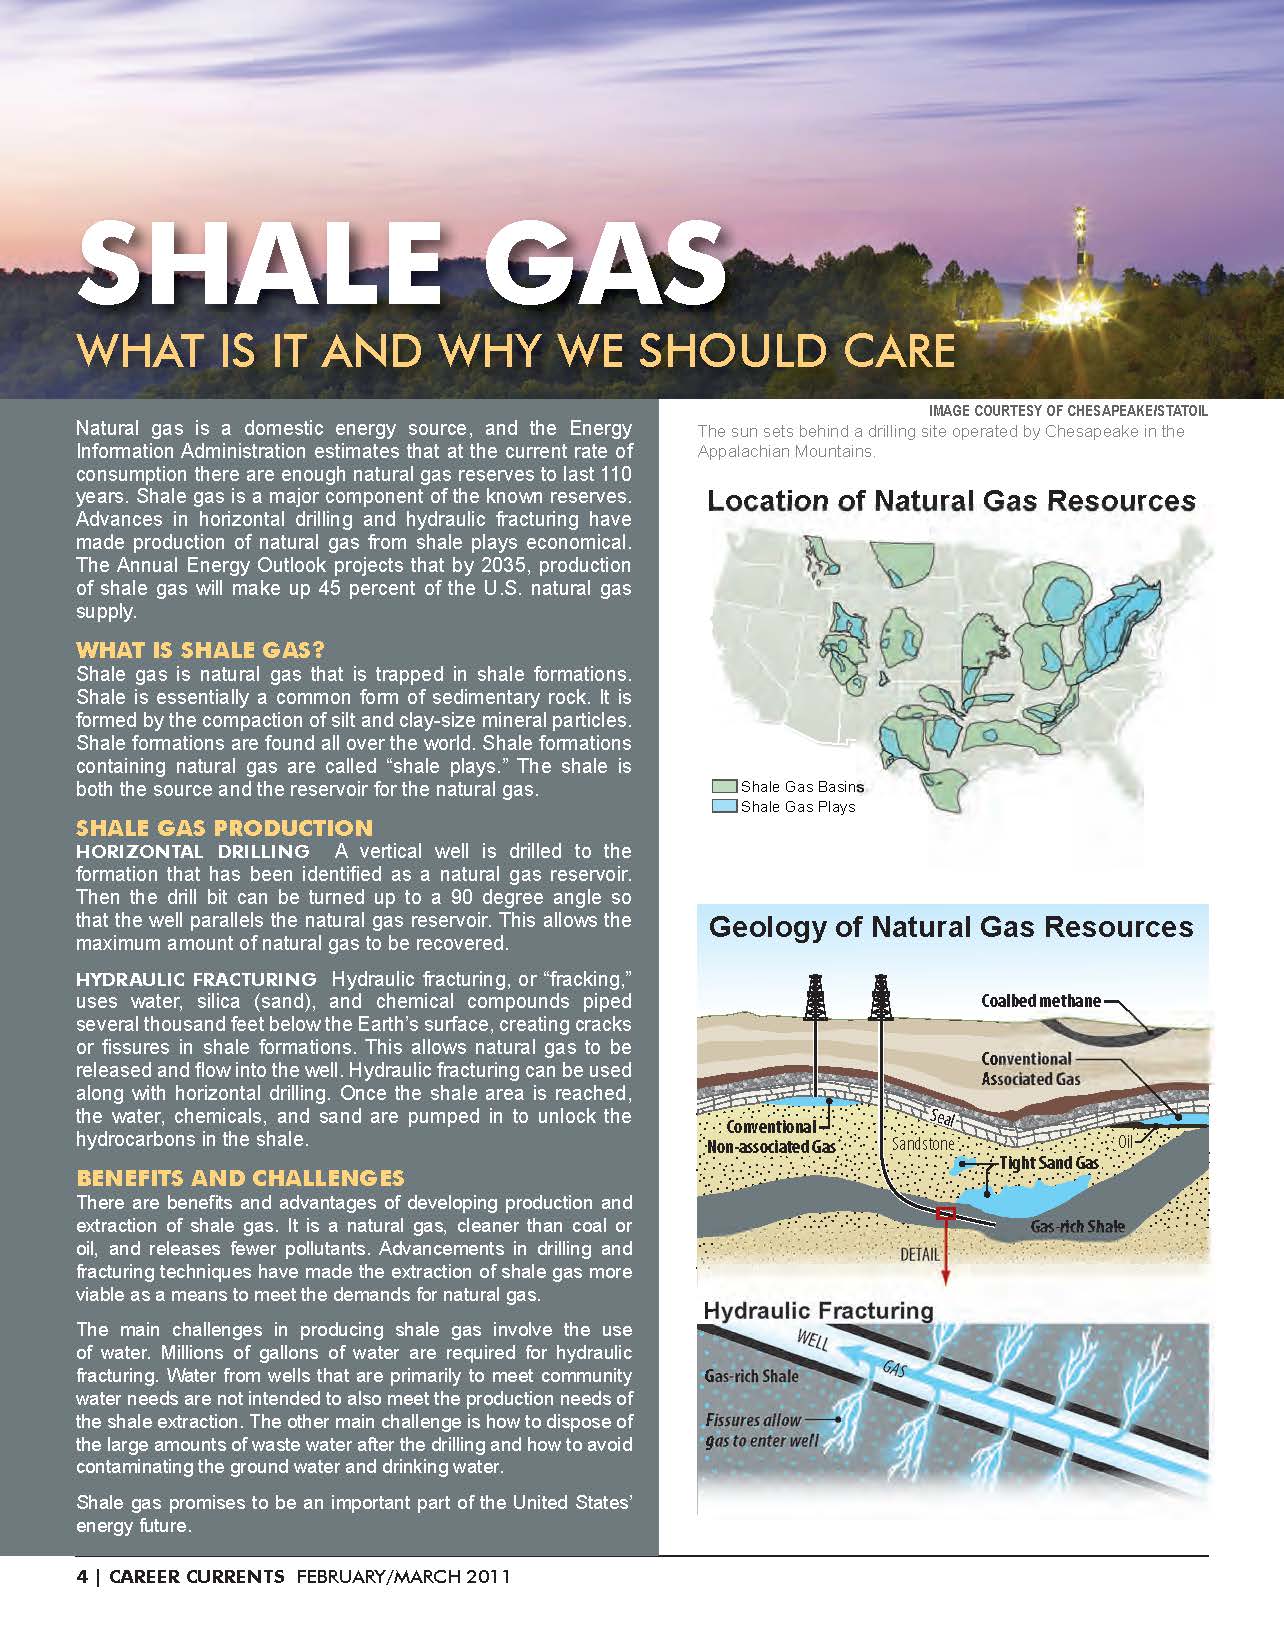 SHALE GAS
WHAT IS IT AND WHY WE SHOULD CARE
Natural gas is a domestic energy source, and the Energy
Information Administration estimates that at the current rate of
consumption there are enough natural gas reserves to last 110
years. Shale gas is a major component of the known reserves.
Advances in horizontal drilling and hydraulic fracturing have
made production of natural gas from shale plays economical.
The Annual Energy Outlook projects that by 2035, production
of shale gas will make up 45 percent of the U.S. natural gas
supply.
WHAT IS SHALE GAS?
Shale gas is natural gas that is trapped in shale formations.
Shale is essentially a common form of sedimentary rock. It is
formed by the compaction of silt and clay-size mineral particles.
Shale formations are found all over the world. Shale formations
containing natural gas are called “shale plays.” The shale is
both the source and the reservoir for the natural gas.
SHALE GAS PRODUCTION
HORIZONTAL DRILLING A vertical well is drilled to the
formation that has been identified as a natural gas reservoir.
Then the drill bit can be turned up to a 90 degree angle so
that the well parallels the natural gas reservoir. This allows the
maximum amount of natural gas to be recovered.
HYDRAULIC FRACTURING Hydraulic fracturing, or “fracking,”
uses water, silica (sand), and chemical compounds piped
several thousand feet below the Earth’s surface, creating cracks
or fissures in shale formations. This allows natural gas to be
released and flow into the well. Hydraulic fracturing can be used
along with horizontal drilling. Once the shale area is reached,
the water, chemicals, and sand are pumped in to unlock the
hydrocarbons in the shale.
BENEFITS AND CHALLENGES
There are benefits and advantages of developing production and
extraction of shale gas. It is a natural gas, cleaner than coal or
oil, and releases fewer pollutants. Advancements in drilling and
fracturing techniques have made the extraction of shale gas more
viable as a means to meet the demands for natural gas.
The main challenges in producing shale gas involve the use
of water. Millions of gallons of water are required for hydraulic
fracturing. Water from wells that are primarily to meet community
water needs are not intended to also meet the production needs of
the shale extraction. The other main challenge is how to dispose of
the large amounts of waste water after the drilling and how to avoid
contaminating the ground water and drinking water.
Shale gas promises to be an important part of the United States’
energy future.
IMAGE COURTESY OF CHESAPEAKE/STATOIL
The sun sets behind a drilling site operated by Chesapeake in the
Appalachian Mountains.
Location of Natural Gas Resources
Shale Gas Basins
Shale Gas Plays
Geology of Natural Gas Resources
Coalbed methane
Conventional
Associated Gas
Conventional
Non-associated Gas
Seal
Sandstone
Oil
Tight Sand Gas
Gas-rich Shale
DETAIL
Hydraulic Fracturing
WELL
GAS
Gas-rich Shale
Fissures allow
gas to enter well
4 | CAREER CURRENTS FEBRUARY/MARCH 2011